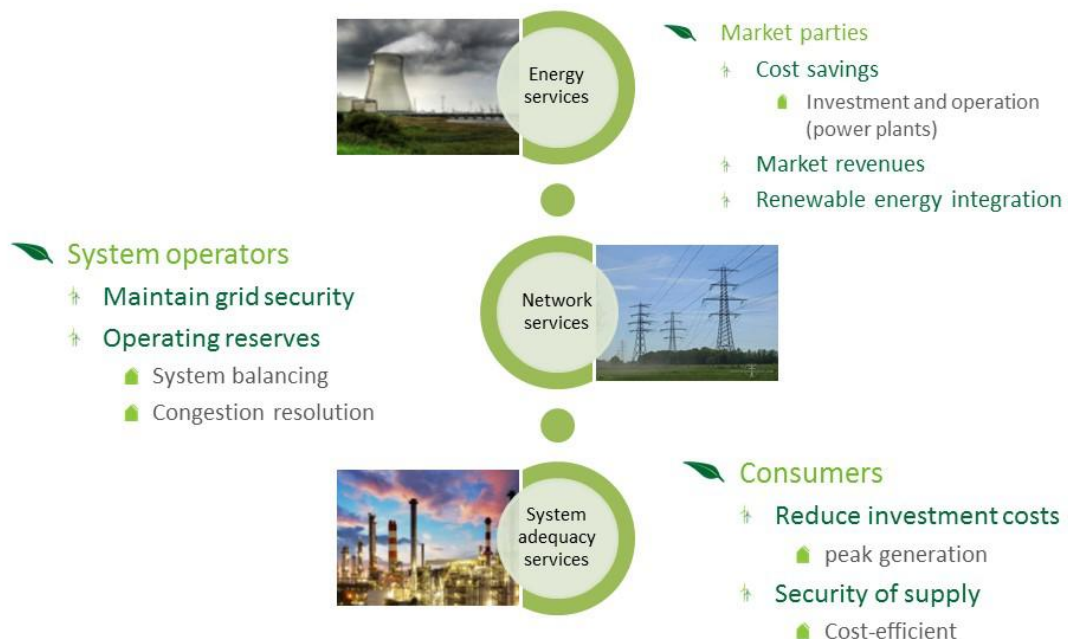 Energy
services
Market parties
Cost savings
Investment and operation
(power plants)
Market revenues
Renewable energy integration
System operators
Maintain grid security
Operating reserves
System balancing
Congestion resolution
Network
services
System
adequacy
services
Consumers
Reduce investment costs
peak generation
Security of supply
Cost-efficient